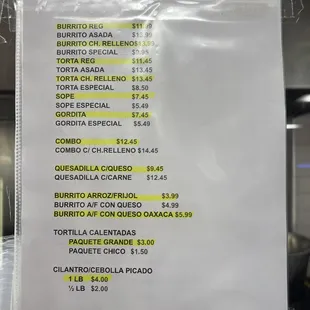 BURRITO REG
BURRITO ASADA
BURRITO CH. RELLENO
BURRITO SPECIAL
TORTA REG $11.45
TORTA ASADA $13.45
TORTA CH. RELLENO $13.45
TORTA ESPECIAL $8.50
SOPE $7.45
SOPE ESPECIAL $5.49
GORDITA $7.45
GORDITA ESPECIAL $5.49
COMBO $12.45
COMBO C/ CH.RELLENO $14.45
QUESADILLA C/QUESO $9.45
QUESADILLA C/CARNE $12.45
BURRITO ARROZ/FRIJOL $3.99
BURRITO A/F CON QUESO $4.99
BURRITO A/F CON QUESO OAXACA $5.99
TORTILLA CALENTADAS
PAQUETE GRANDE $3.00
PAQUETE CHICO $1.50
CILANTRO/CEBOLLA PICADO
1 LB $4.00
½ LB $2.00